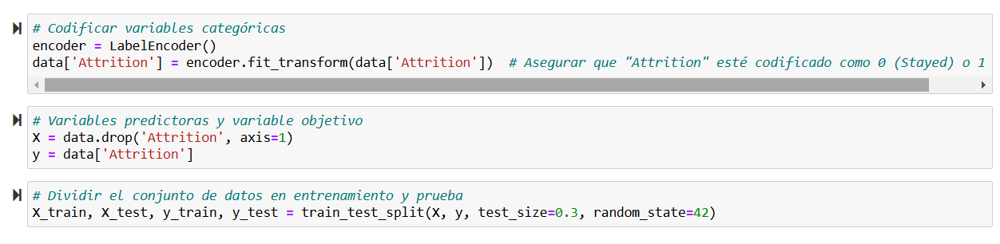 # Codificar variables categóricas
encoder = LabelEncoder()
data['Attrition'] = encoder.fit_transform(data['Attrition'])  # Asegurar que "Attrition" esté codificado como 0 (Stayed) o 1
# Variables predictoras y variable objetivo
X = data.drop('Attrition', axis=1)
y = data['Attrition']
# Dividir el conjunto de datos en entrenamiento y prueba
X_train, X_test, y_train, y_test = train_test_split(X, y, test_size=0.3, random_state=42)